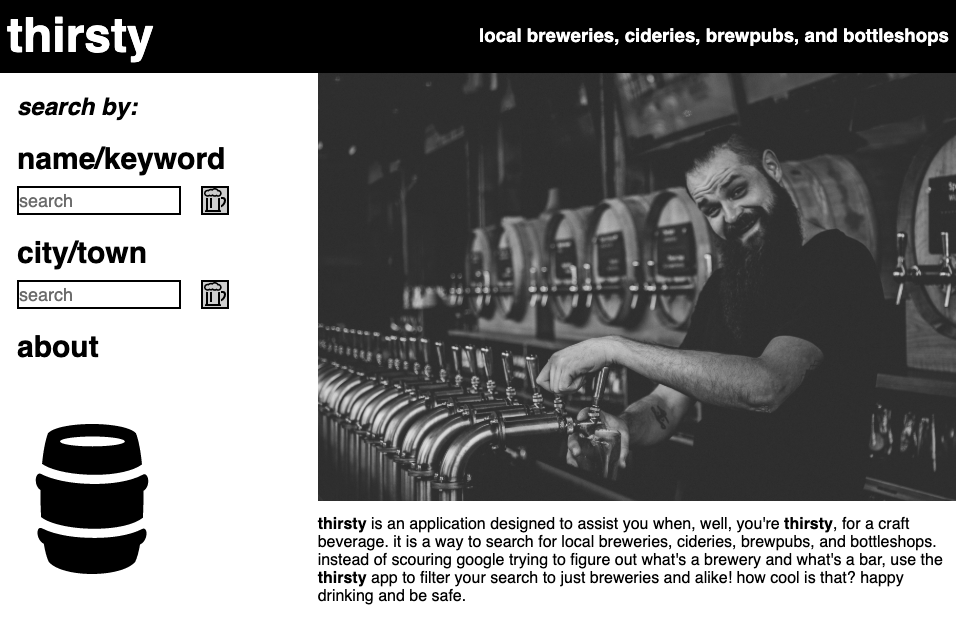 thirsty
local breweries, cideries, brewpubs, and bottleshops
search by:
name/keyword
search
city/town
search
about
thirsty is an application designed to assist you when, well, you're thirsty, for a craft
beverage. it is a way to search for local breweries, cideries, brewpubs, and bottleshops.
instead of scouring google trying to figure out what's a brewery and what's a bar, use the
thirsty app to filter your search to just breweries and alike! how cool is that? happy
drinking and be safe.